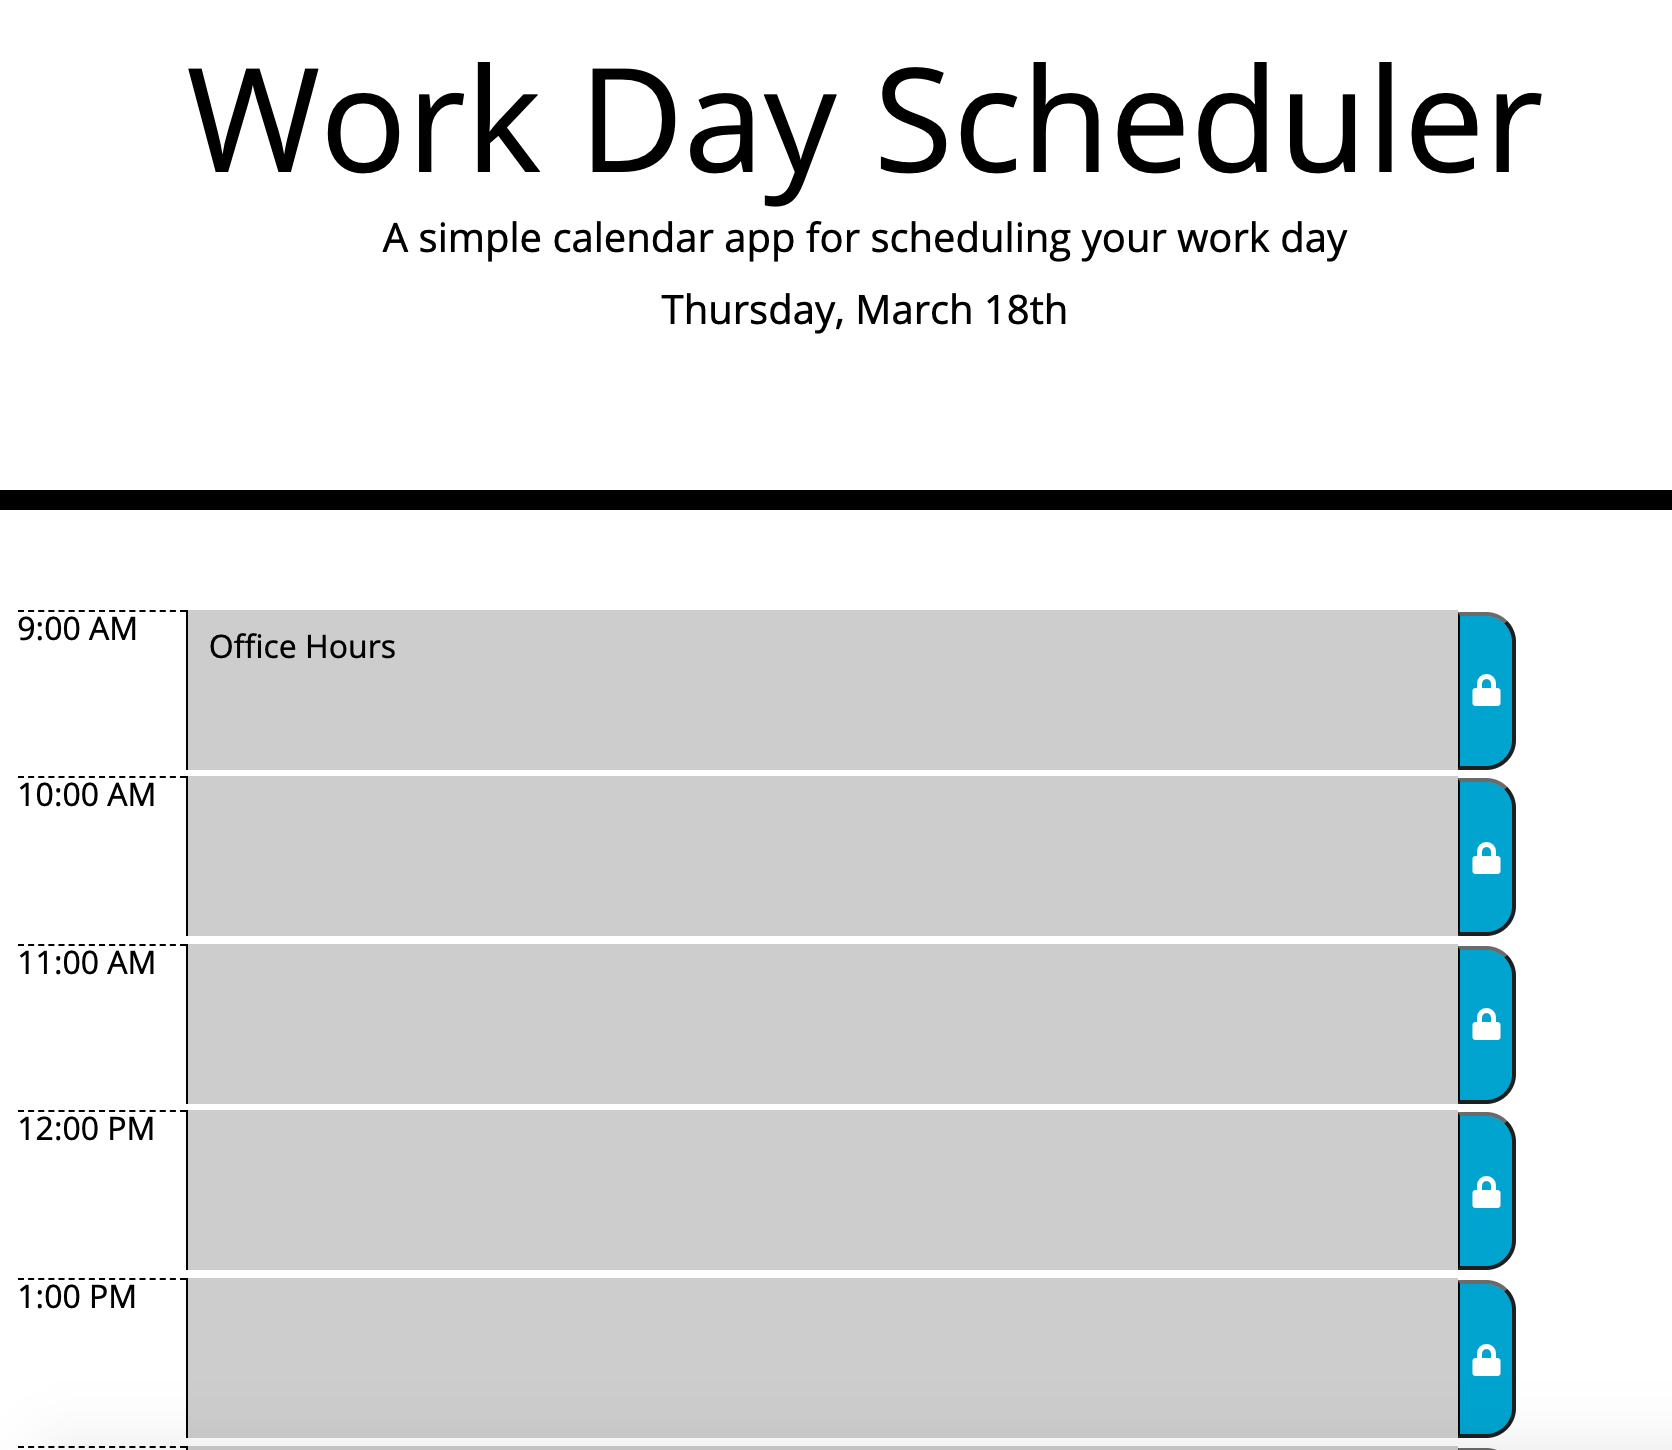 Work Day Scheduler
A simple calendar app for scheduling your work day
Thursday, March 18th
9:00 AM
Office Hours
10:00 AM
11:00 AM
12:00 PM
1:00 PM